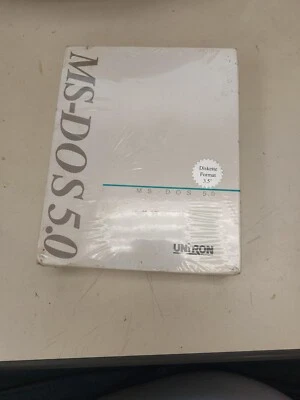 MS-DOS 5.0
Diskette
Format
3.5"
MS DOS 5.0
UNITRON